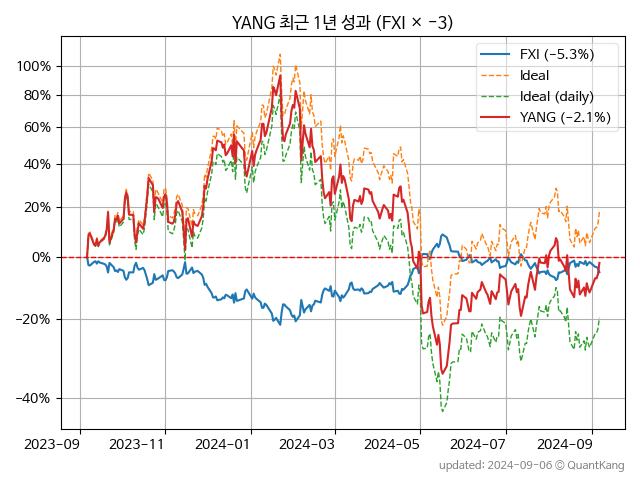 YANG 최근 1년 성과 (FXI × −3)
FXI (−5.3%)
Ideal
Ideal (daily)
YANG (−2.1%)
100%
80%
60%
40%
20%
0%
−20%
−40%
2023-09 2023-11 2024-01 2024-03 2024-05 2024-07 2024-09
updated: 2024-09-06 © QuantKang